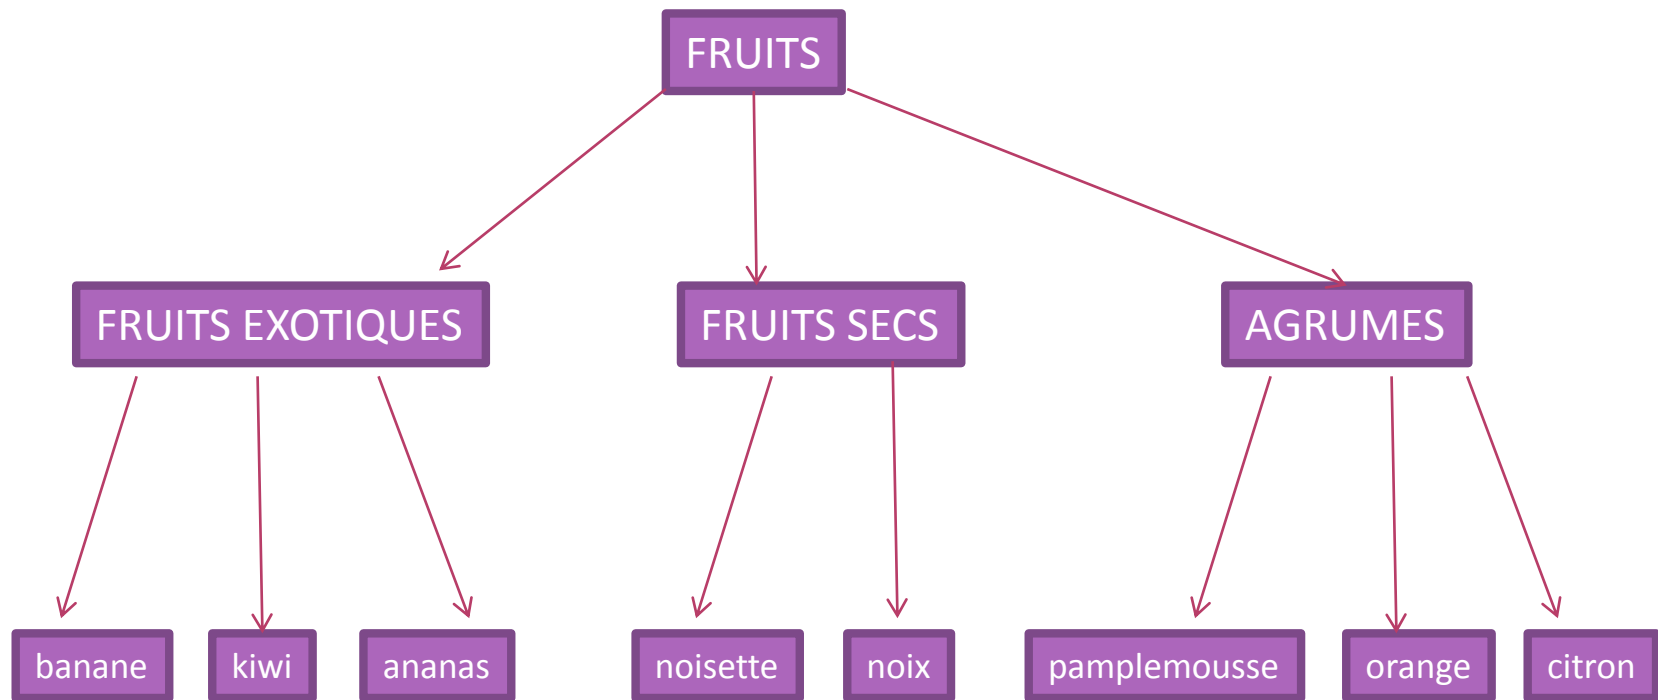 FRUITS
FRUITS EXOTIQUES
FRUITS SECS
AGRUMES
banane
kiwi
ananas
noisette
noix
pamplemousse
orange
citron